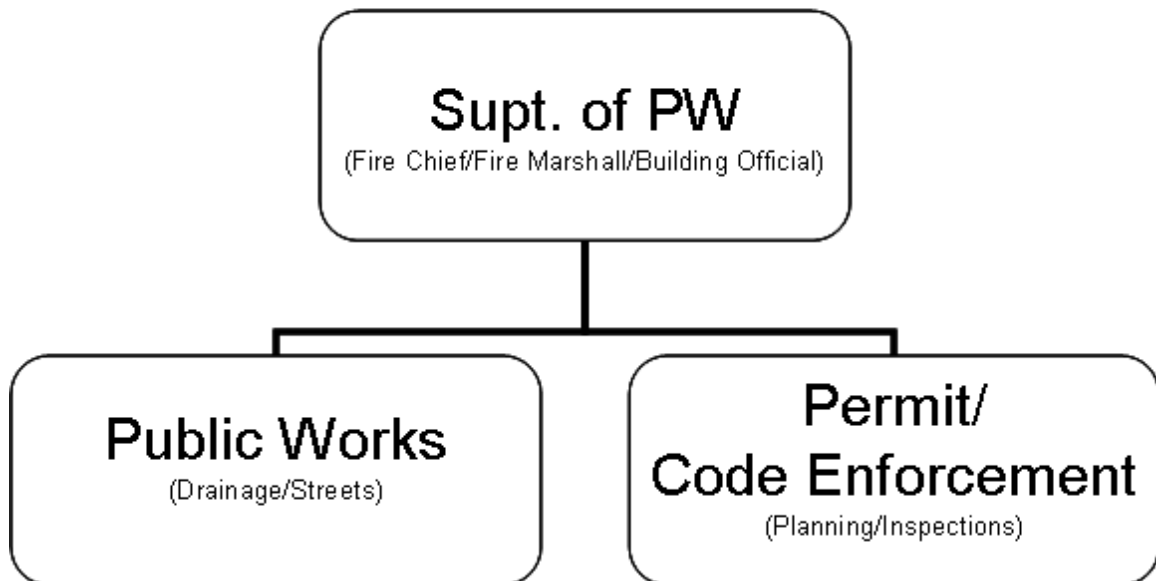 Supt. of PW
(Fire Chief/Fire Marshall/Building Official)
Public Works
(Drainage/Streets)
Permit/
Code Enforcement
(Planning/Inspections)